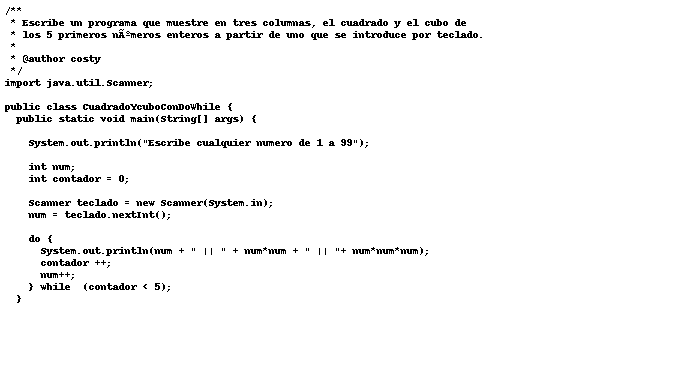 /**
 * Escribe un programa que muestre en tres columnas, el cuadrado y el cubo de
 * los 5 primeros nÃºmeros enteros a partir de uno que se introduce por teclado.
 *
 * @author costy
 */
import java.util.Scanner;

public class CuadradoYcuboConDoWhile {
  public static void main(String[] args) {

    System.out.println("Escribe cualquier numero de 1 a 99");

    int num;
    int contador = 0;

    Scanner teclado = new Scanner(System.in);
    num = teclado.nextInt();

    do {
      System.out.println(num + " || " + num*num + " || "+ num*num*num);
      contador ++;
      num++;
    } while  (contador < 5);
  }